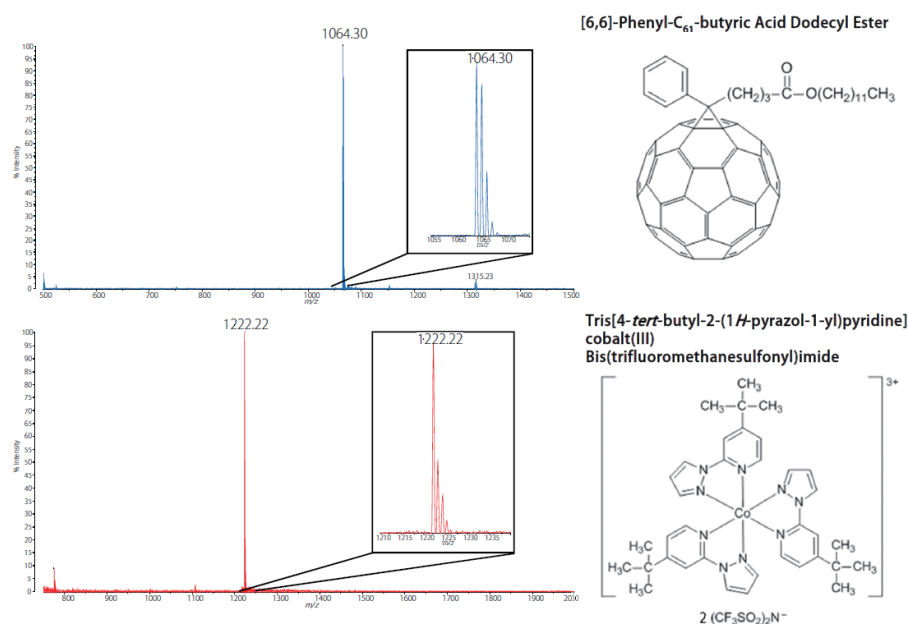 [6,6]-Phenyl-C61-butyric Acid Dodecyl Ester
1064.30
100
95
90
85
80
75
70
65
60
55
50
45
40
35
30
25
20
15
10
5
0
% Intensity
1064.30
1055 1060 1065 1070
m/z
1315.23
500 600 700 800 900 1000 1100 1200 1300 1400 1500
m/z
O
(CH2)3—C—O(CH2)11CH3
Tris[4-tert-butyl-2-(1H-pyrazol-1-yl)pyridine]
cobalt(III)
Bis(trifluoromethanesulfonyl)imide
1222.22
100
95
90
85
80
75
70
65
60
55
50
45
40
35
30
25
20
15
10
5
0
% Intensity
1222.22
1210 1215 1220 1225 1230 1235
m/z
800 900 1000 1100 1200 1300 1400 1500 1600 1700 1800 1900 2000
m/z
3+
CH3
CH3—C—CH3
N N
N N N
Co
CH3 N N N
H3C—C
CH3 N N
CH3
C—CH3
H3C CH3
2 (CF3SO2)2N−